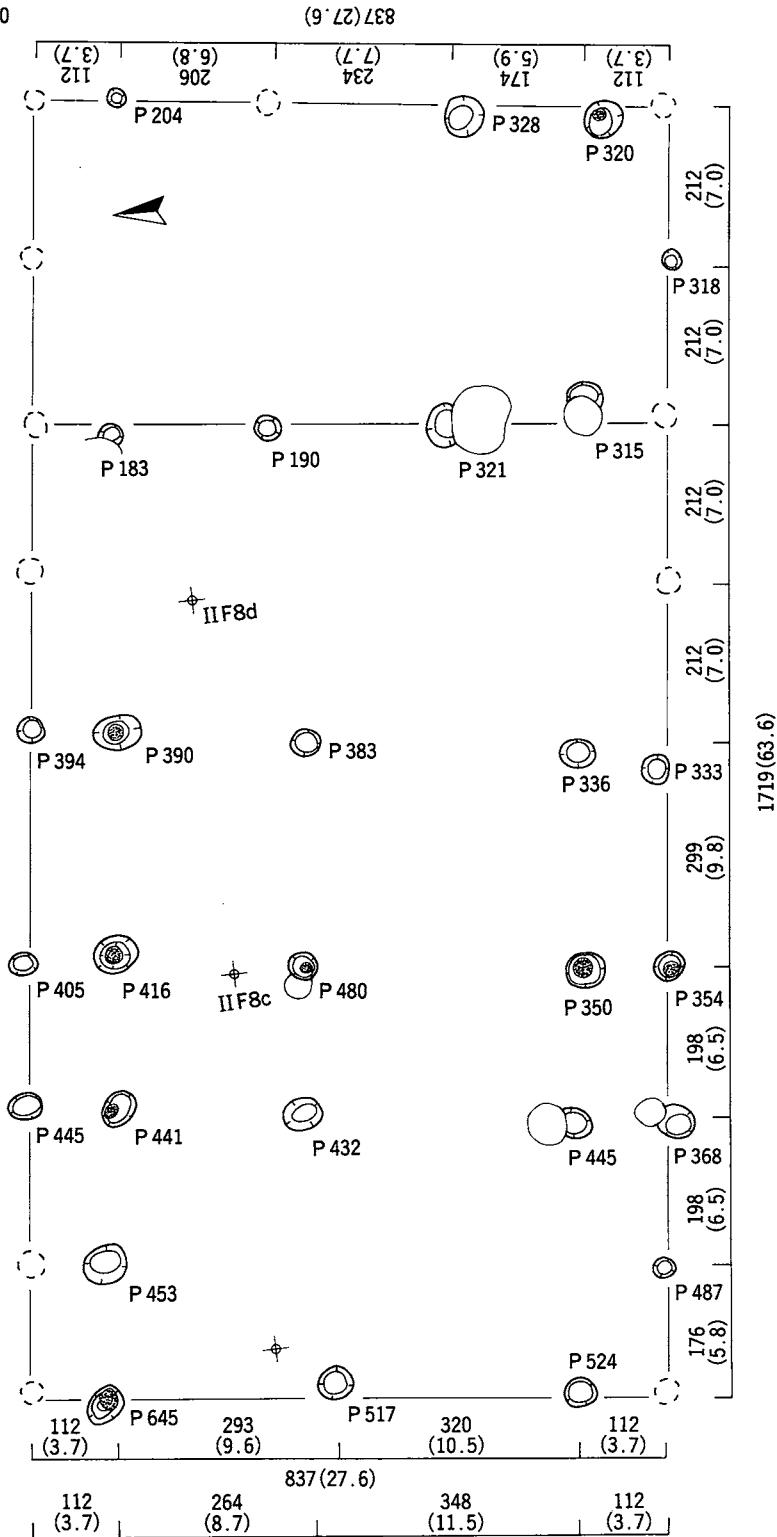 0
837(27.6)
112
(3.7)
206
(6.8)
234
(7.7)
174
(5.9)
112
(3.7)
P 204
P 328
P 320
212
(7.0)
P 318
212
(7.0)
P 183
P 190
P 321
P 315
212
(7.0)
II F8d
212
(7.0)
P 394
P 390
P 383
P 336
P 333
1719(63.6)
299
(9.8)
P 405
P 416
II F8c
P 480
P 350
P 354
198
(6.5)
P 445
P 441
P 432
P 445
P 368
198
(6.5)
P 453
P 487
176
(5.8)
P 524
P 645
P 517
112
(3.7)
293
(9.6)
320
(10.5)
112
(3.7)
837(27.6)
112
(3.7)
264
(8.7)
348
(11.5)
112
(3.7)